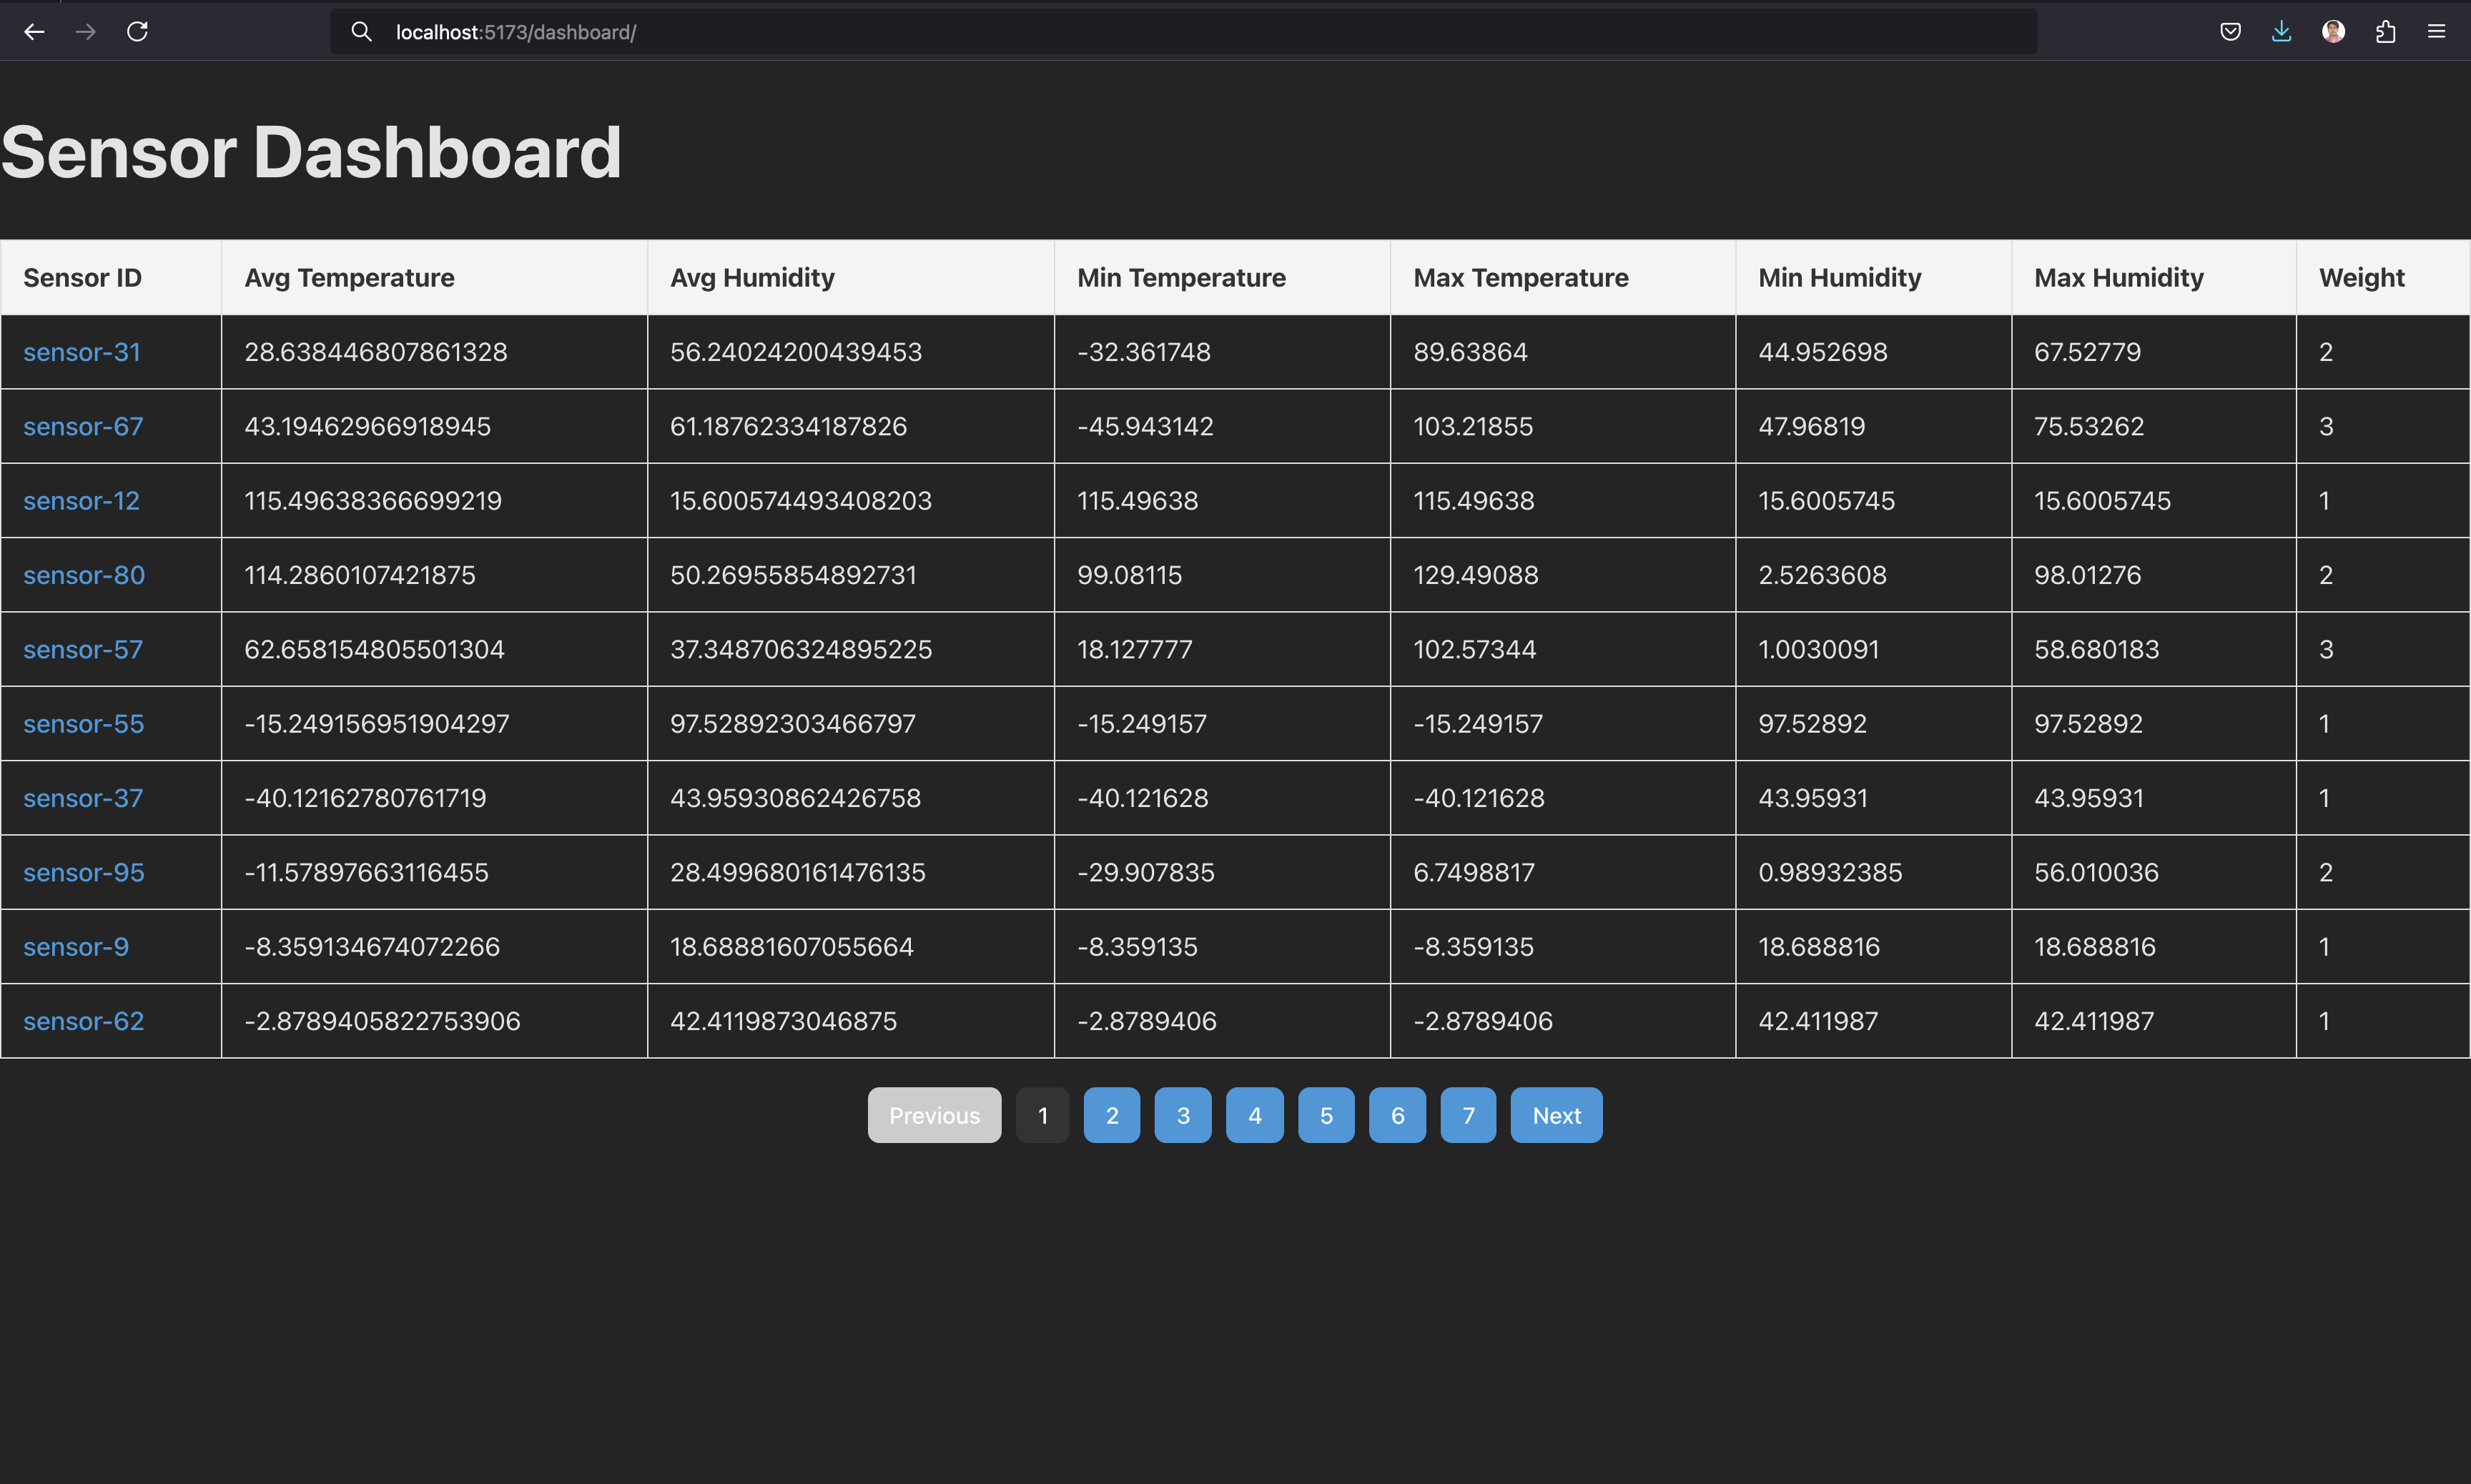 localhost:5173/dashboard/
Sensor Dashboard
Sensor ID Avg Temperature Avg Humidity Min Temperature Max Temperature Min Humidity Max Humidity Weight
sensor-31 28.638446807861328 56.24024200439453 -32.361748 89.63864 44.952698 67.52779 2
sensor-67 43.19462966918945 61.18762334187826 -45.943142 103.21855 47.96819 75.53262 3
sensor-12 115.49638366699219 15.600574493408203 115.49638 115.49638 15.6005745 15.6005745 1
sensor-80 114.2860107421875 50.26955854892731 99.08115 129.49088 2.5263608 98.01276 2
sensor-57 62.658154805501304 37.348706324895225 18.127777 102.57344 1.0030091 58.680183 3
sensor-55 -15.249156951904297 97.52892303466797 -15.249157 -15.249157 97.52892 97.52892 1
sensor-37 -40.12162780761719 43.95930862426758 -40.121628 -40.121628 43.95931 43.95931 1
sensor-95 -11.57897663116455 28.499680161476135 -29.907835 6.7498817 0.98932385 56.010036 2
sensor-9 -8.359134674072266 18.68881607055664 -8.359135 -8.359135 18.688816 18.688816 1
sensor-62 -2.8789405822753906 42.4119873046875 -2.8789406 -2.8789406 42.411987 42.411987 1
Previous 1 2 3 4 5 6 7 Next